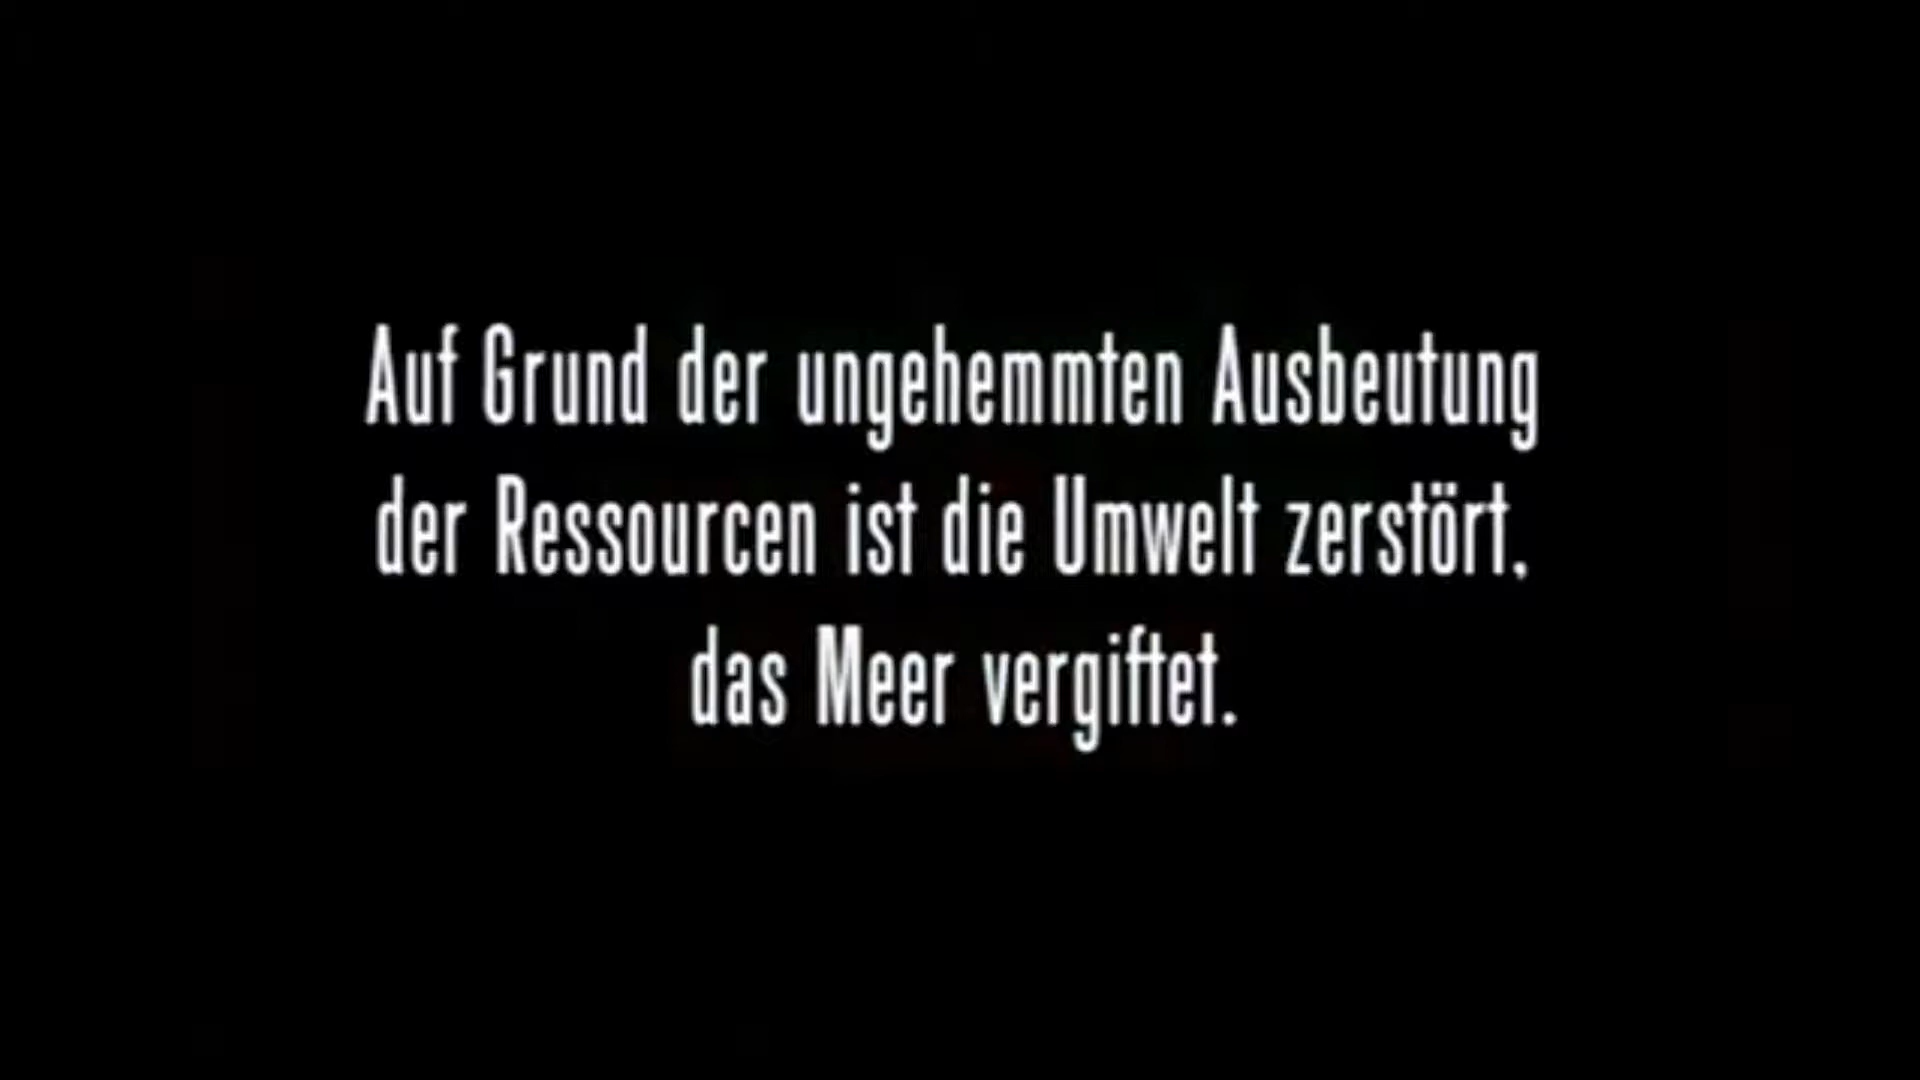 Auf Grund der ungehemmten Ausbeutung
der Ressourcen ist die Umwelt zerstört,
das Meer vergiftet.